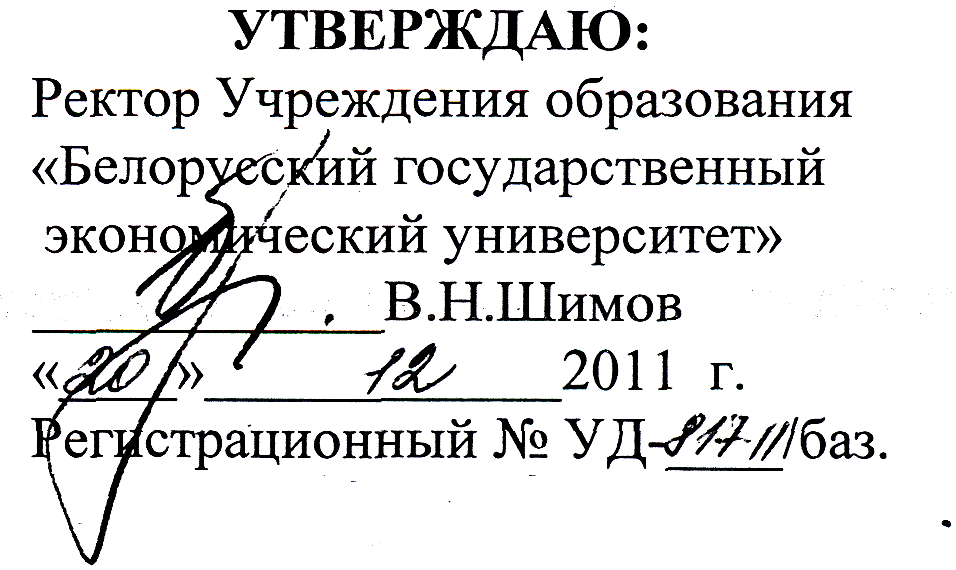 УТВЕРЖДАЮ:
Ректор Учреждения образования
«Белорусский государственный
экономический университет»
В.Н.Шимов
«20» 12 2011 г.
Регистрационный № УД-817-11/баз.